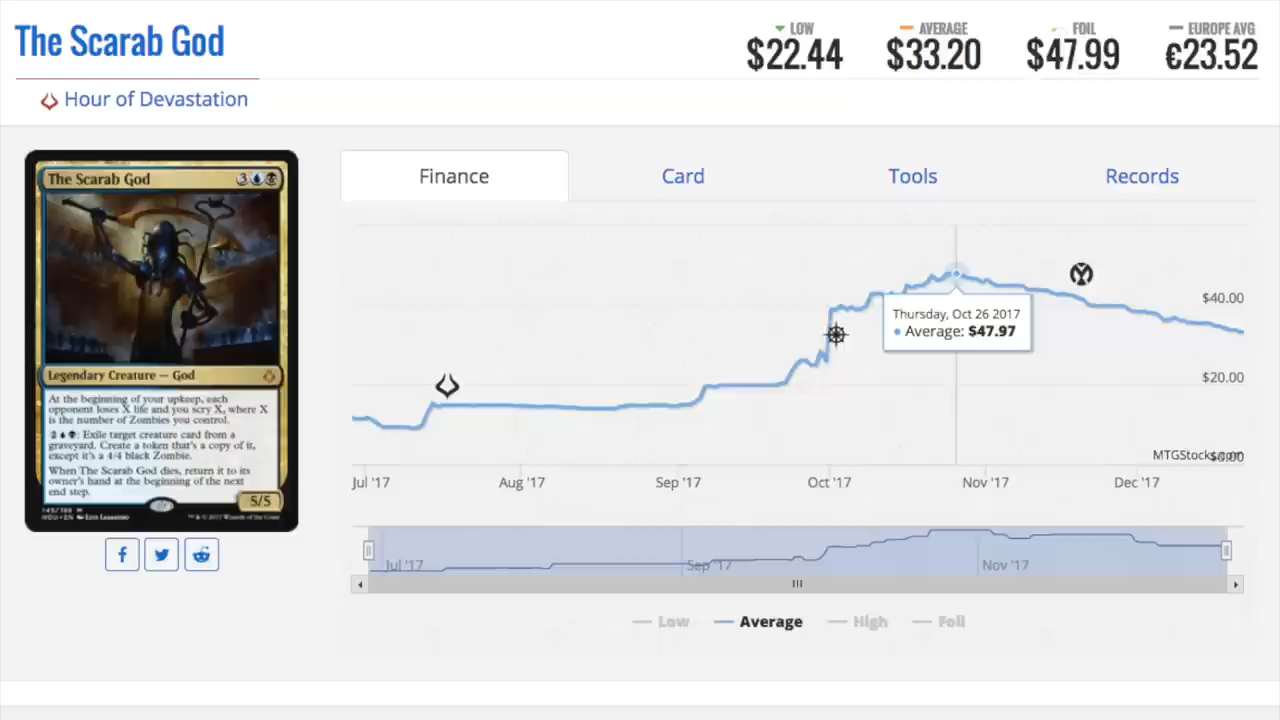 The Scarab God
LOW
$22.44
AVERAGE
$33.20
FOIL
$47.99
EUROPE AVG
€23.52
Hour of Devastation
The Scarab God
3
Legendary Creature — God
At the beginning of your upkeep, each
opponent loses X life and you scry X, where X
is the number of Zombies you control.
2 : Exile target creature card from a
graveyard. Create a token that's a copy of it,
except it's a 4/4 black Zombie.
When The Scarab God dies, return it to its
owner's hand at the beginning of the next
end step.
5/5
Finance
Card
Tools
Records
Thursday, Oct 26 2017
Average: $47.97
$40.00
$20.00
$0.00
MTGStocks.com
Jul '17
Aug '17
Sep '17
Oct '17
Nov '17
Dec '17
Jul '17
Sep '17
Nov '17
Low
Average
High
Foil